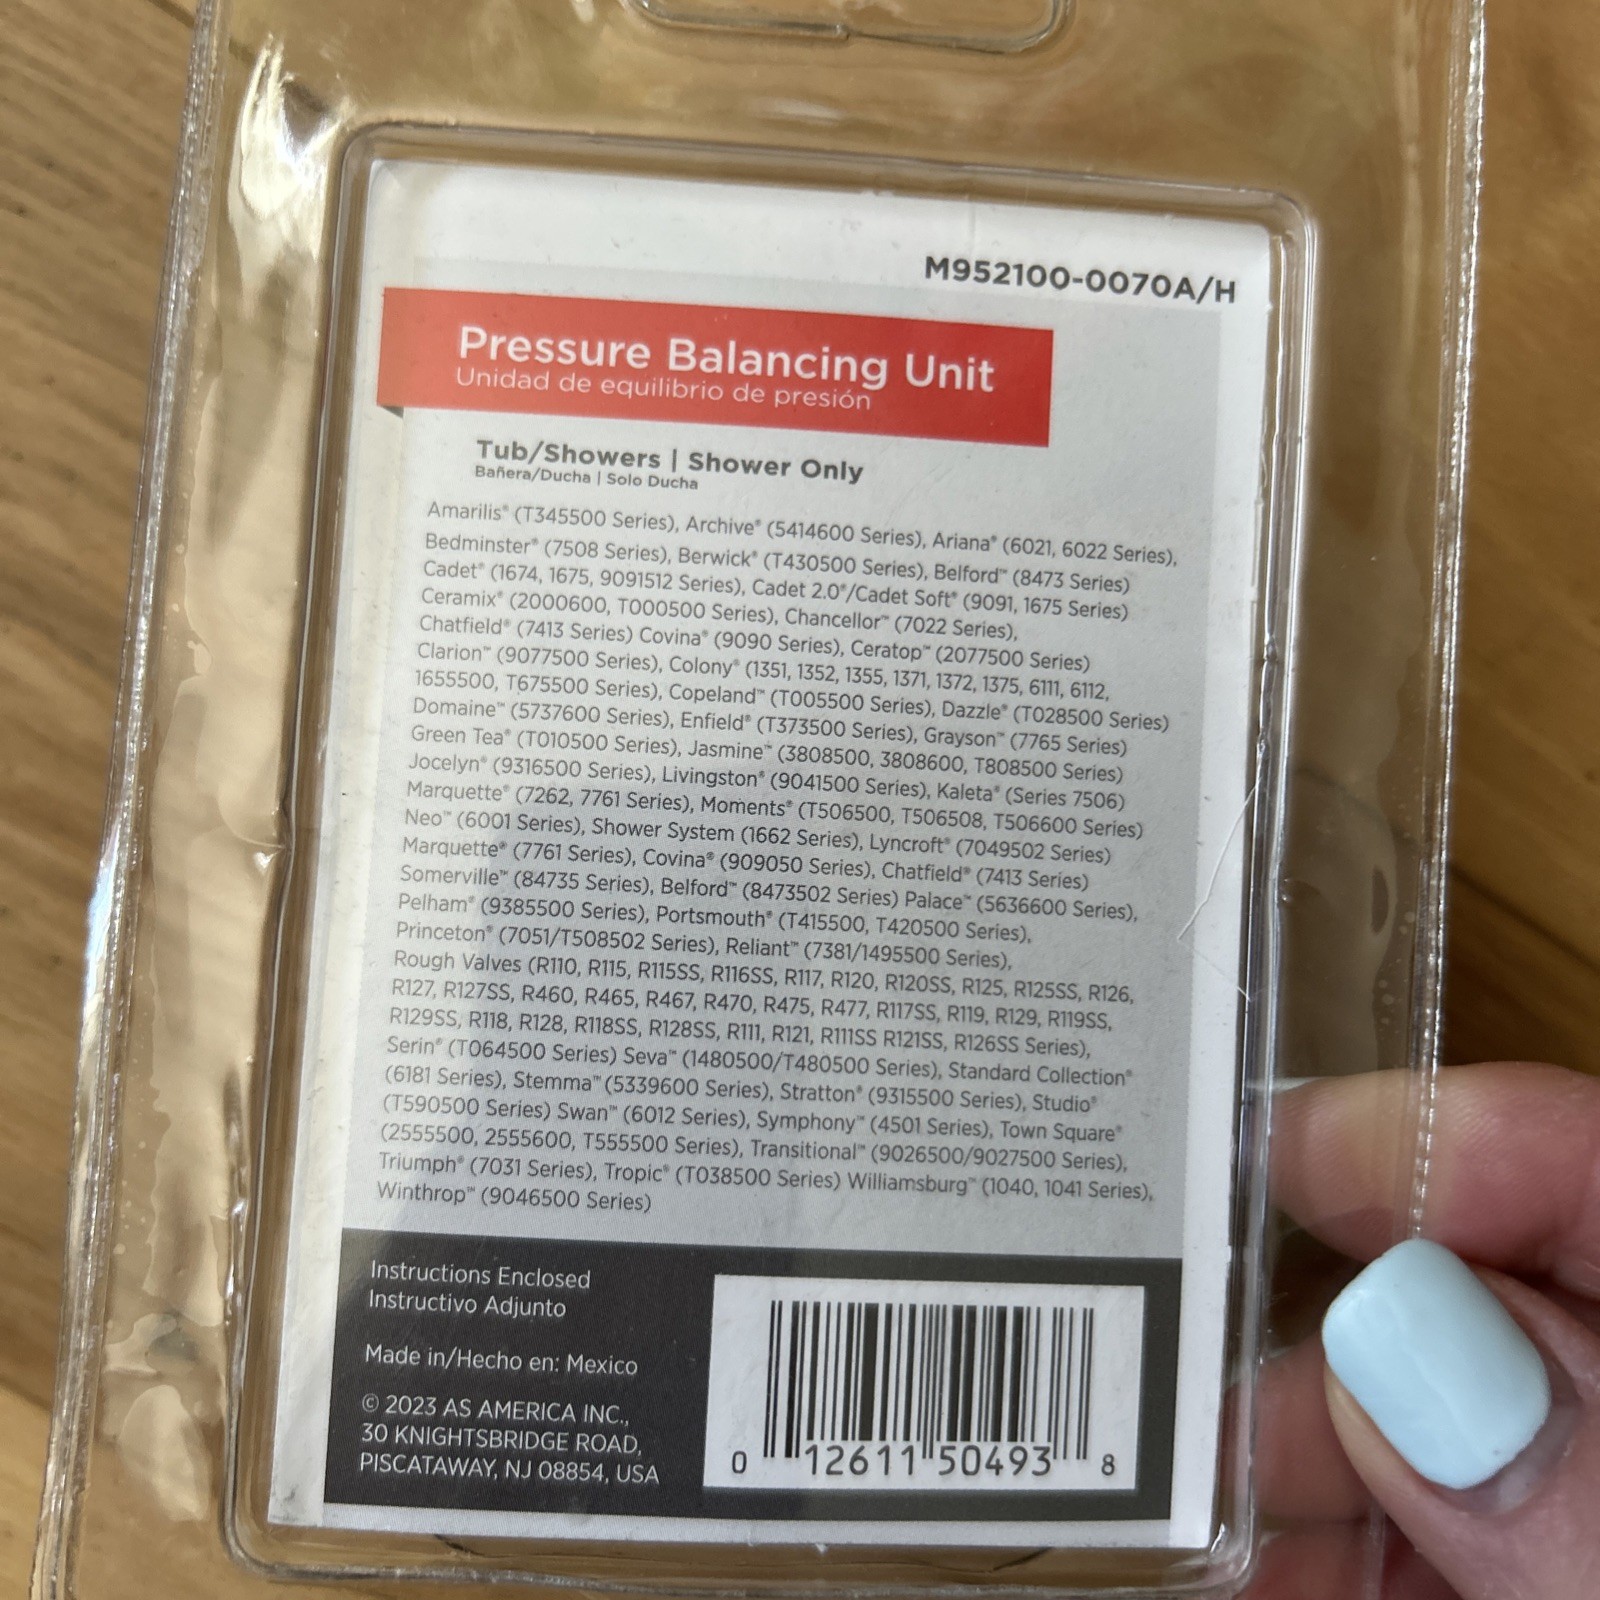 M952100-0070A/H
Pressure Balancing Unit
Unidad de equilibrio de presión
Tub/Showers | Shower Only
Bañera/Ducha | Solo Ducha
Amarilis® (T345500 Series), Archive® (5414600 Series), Ariana® (6021, 6022 Series),
Bedminster® (7508 Series), Berwick® (T430500 Series), Belford™ (8473 Series)
Cadet® (1674, 1675, 9091512 Series), Cadet 2.0®/Cadet Soft® (9091, 1675 Series)
Ceramix® (2000600, T000500 Series), Chancellor™ (7022 Series),
Chatfield® (7413 Series) Covina® (9090 Series), Ceratop™ (2077500 Series)
Clarion™ (9077500 Series), Colony® (1351, 1352, 1355, 1371, 1372, 1375, 6111, 6112,
1655500, T675500 Series), Copeland™ (T005500 Series), Dazzle® (T028500 Series)
Domaine™ (5737600 Series), Enfield® (T373500 Series), Grayson™ (7765 Series)
Green Tea® (T010500 Series), Jasmine™ (3808500, 3808600, T808500 Series)
Jocelyn® (9316500 Series), Livingston® (9041500 Series), Kaleta® (Series 7506)
Marquette® (7262, 7761 Series), Moments® (T506500, T506508, T506600 Series)
Neo™ (6001 Series), Shower System (1662 Series), Lyncroft® (7049502 Series)
Marquette® (7761 Series), Covina® (909050 Series), Chatfield® (7413 Series)
Somerville™ (84735 Series), Belford™ (8473502 Series) Palace™ (5636600 Series),
Pelham® (9385500 Series), Portsmouth® (T415500, T420500 Series),
Princeton® (7051/T508502 Series), Reliant™ (7381/1495500 Series),
Rough Valves (R110, R115, R115SS, R116SS, R117, R120, R120SS, R125, R125SS, R126,
R127, R127SS, R460, R465, R467, R470, R475, R477, R117SS, R119, R129, R119SS,
R129SS, R118, R128, R118SS, R128SS, R111, R121, R111SS R121SS, R126SS Series),
Serin® (T064500 Series) Seva™ (1480500/T480500 Series), Standard Collection®
(6181 Series), Stemma™ (5339600 Series), Stratton® (9315500 Series), Studio®
(T590500 Series) Swan™ (6012 Series), Symphony™ (4501 Series), Town Square®
(2555500, 2555600, T555500 Series), Transitional™ (9026500/9027500 Series),
Triumph® (7031 Series), Tropic® (T038500 Series) Williamsburg™ (1040, 1041 Series),
Winthrop™ (9046500 Series)
Instructions Enclosed
Instructivo Adjunto
Made in/Hecho en: Mexico
© 2023 AS AMERICA INC.,
30 KNIGHTSBRIDGE ROAD,
PISCATAWAY, NJ 08854, USA
0 12611 50493 8